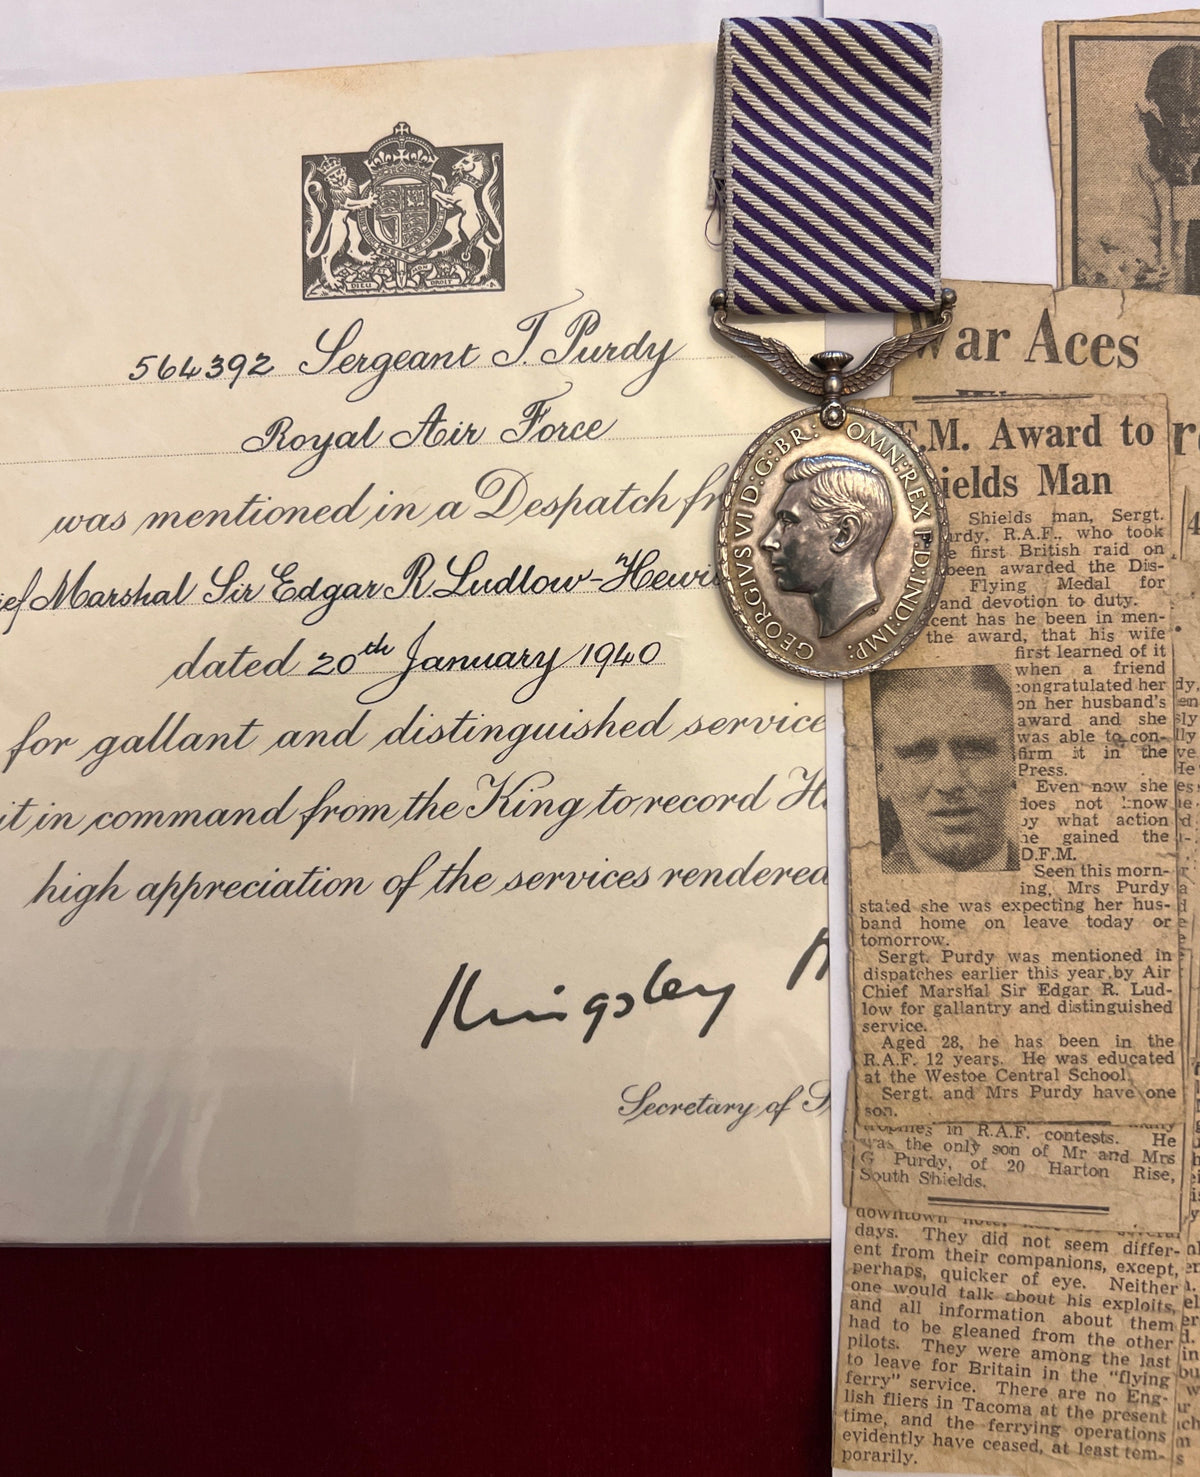 DIEU DROIT
564392 Sergeant T. Purdy
Royal Air Force
was mentioned in a Despatch
Marshal Sir Edgar R Ludlow-
dated 20th January 1940
for gallant and distinguished service
in command from the King to record
high appreciation of the services rendered
Kingsley
Secretary of
GEORGIVS VI D:G:BR: OMN:REX F:D:IND:IMP:
War Aces
F.M. Award to
ields Man
Shields man, Sergt.
urdy, R.A.F., who took
e first British raid on
been awarded the Dis-
Flying Medal for
and devotion to duty.
cent has he been in men-
the award, that his wife
first learned of it
when a friend
congratulated her
on her husband's
award and she
was able to con-
firm it in the
Press.
Even now she
does not know
by what action
he gained the
D.F.M.
Seen this morn-
ing, Mrs Purdy
stated she was expecting her hus-
band home on leave today or
tomorrow.
Sergt. Purdy was mentioned in
dispatches earlier this year by Air
Chief Marshal Sir Edgar R. Lud-
low for gallantry and distinguished
service.
Aged 28, he has been in the
R.A.F. 12 years. He was educated
at the Westoe Central School.
Sergt. and Mrs Purdy have one
son.
trophies in R.A.F. contests. He
was the only son of Mr and Mrs
G Purdy, of 20 Harton Rise,
South Shields.
downtown
days. They did not seem differ-
ent from their companions, except,
perhaps, quicker of eye. Neither
one would talk about his exploits,
and all information about them
had to be gleaned from the other
pilots. They were among the last
to leave for Britain in the "flying
ferry" service. There are no Eng-
lish fliers in Tacoma at the present
time, and the ferrying operations
evidently have ceased, at least tem-
porarily.